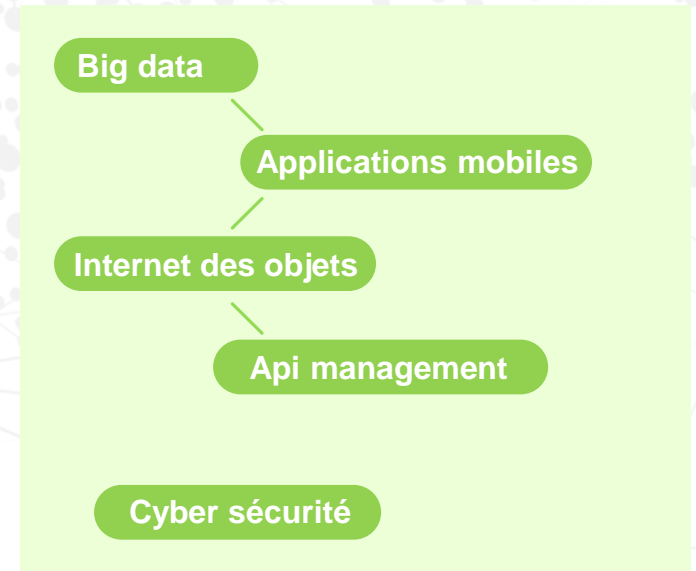 Big data
Applications mobiles
Internet des objets
Api management
Cyber sécurité